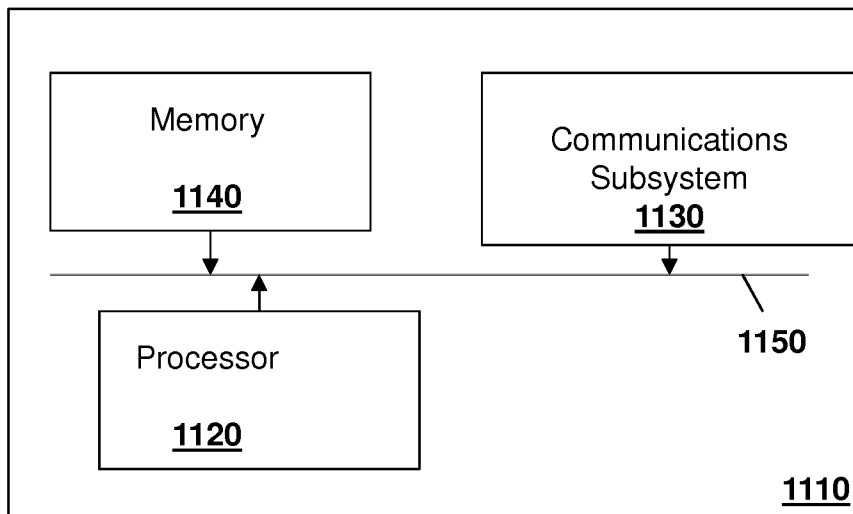 Memory
1140
Communications
Subsystem
1130
1150
Processor
1120
1110